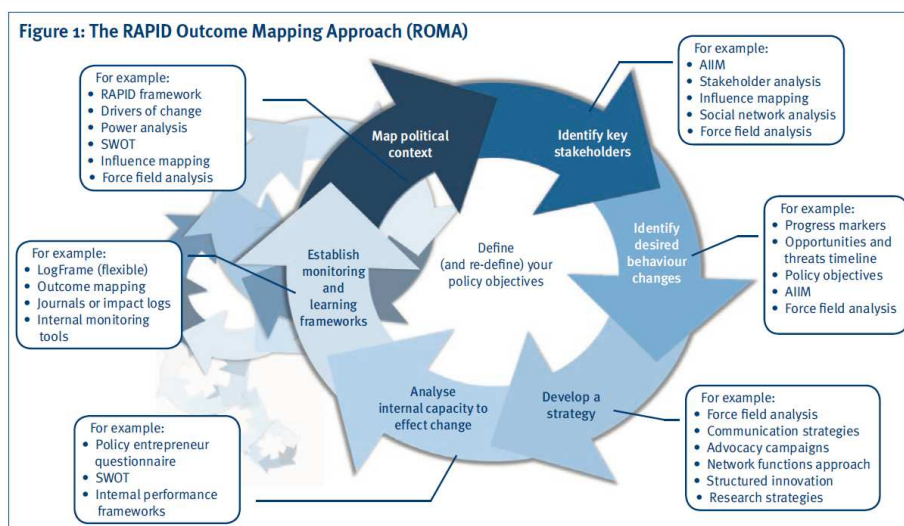 Figure 1: The RAPID Outcome Mapping Approach (ROMA)
For example:
• RAPID framework
• Drivers of change
• Power analysis
• SWOT
• Influence mapping
• Force field analysis
Map political
context
Identify key
stakeholders
For example:
• AIIM
• Stakeholder analysis
• Influence mapping
• Social network analysis
• Force field analysis
Identify
desired
behaviour
changes
For example:
• Progress markers
• Opportunities and
threats timeline
• Policy objectives
• AIIM
• Force field analysis
Define
(and re-define) your
policy objectives
For example:
• LogFrame (flexible)
• Outcome mapping
• Journals or impact logs
• Internal monitoring
tools
Establish
monitoring
and
learning
frameworks
Analyse
internal capacity to
effect change
Develop a
strategy
For example:
• Policy entrepreneur
questionnaire
• SWOT
• Internal performance
frameworks
For example:
• Force field analysis
• Communication strategies
• Advocacy campaigns
• Network functions approach
• Structured innovation
• Research strategies